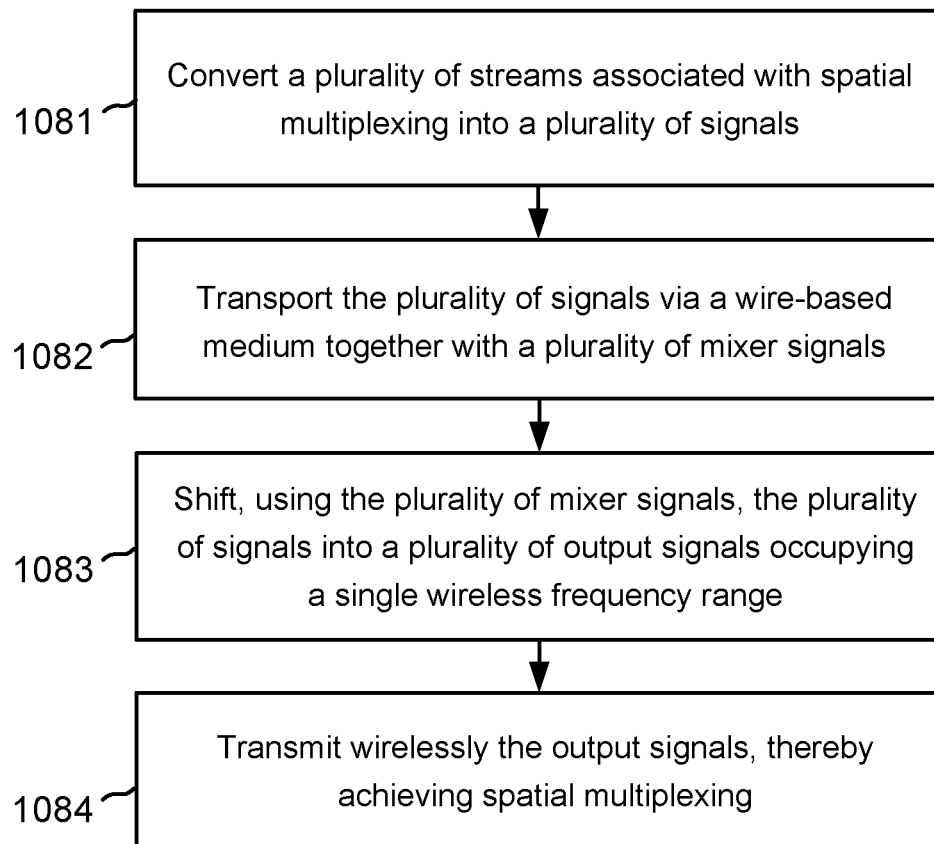 1081
Convert a plurality of streams associated with spatial
multiplexing into a plurality of signals
1082
Transport the plurality of signals via a wire-based
medium together with a plurality of mixer signals
1083
Shift, using the plurality of mixer signals, the plurality
of signals into a plurality of output signals occupying
a single wireless frequency range
1084
Transmit wirelessly the output signals, thereby
achieving spatial multiplexing